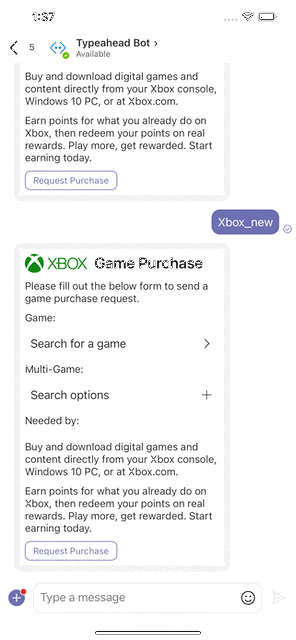 1:37
5
Typeahead Bot >
Available
Buy and download digital games and
content directly from your Xbox console,
Windows 10 PC, or at Xbox.com.
Earn points for what you already do on
Xbox, then redeem your points on real
rewards. Play more, get rewarded. Start
earning today.
Request Purchase
Xbox_new
XBOX Game Purchase
Please fill out the below form to send a
game purchase request.
Game:
Search for a game
Multi-Game:
Search options
Needed by:
Buy and download digital games and
content directly from your Xbox console,
Windows 10 PC, or at Xbox.com.
Earn points for what you already do on
Xbox, then redeem your points on real
rewards. Play more, get rewarded. Start
earning today.
Request Purchase
Type a message